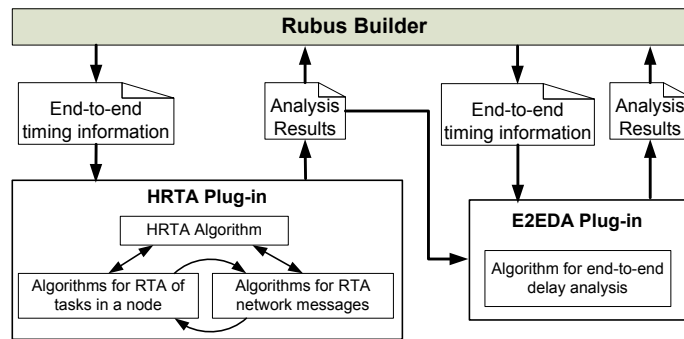 Rubus Builder
End-to-end
timing information
Analysis
Results
End-to-end
timing information
Analysis
Results
HRTA Plug-in
HRTA Algorithm
Algorithms for RTA of
tasks in a node
Algorithms for RTA
network messages
E2EDA Plug-in
Algorithm for end-to-end
delay analysis